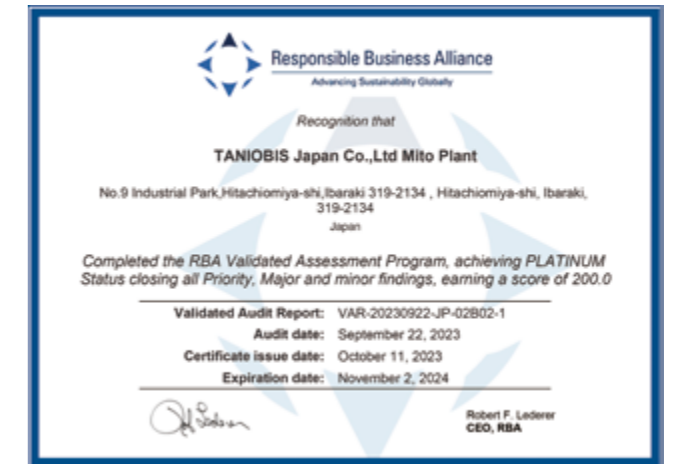 Responsible Business Alliance
Advancing Sustainability Globally
Recognition that
TANIOBIS Japan Co.,Ltd Mito Plant
No.9 Industrial Park,Hitachiomiya-shi,Ibaraki 319-2134 , Hitachiomiya-shi, Ibaraki,
319-2134
Japan
Completed the RBA Validated Assessment Program, achieving PLATINUM
Status closing all Priority, Major and minor findings, earning a score of 200.0
Validated Audit Report: VAR-20230922-JP-02B02-1
Audit date: September 22, 2023
Certificate issue date: October 11, 2023
Expiration date: November 2, 2024
Robert F. Lederer
CEO, RBA